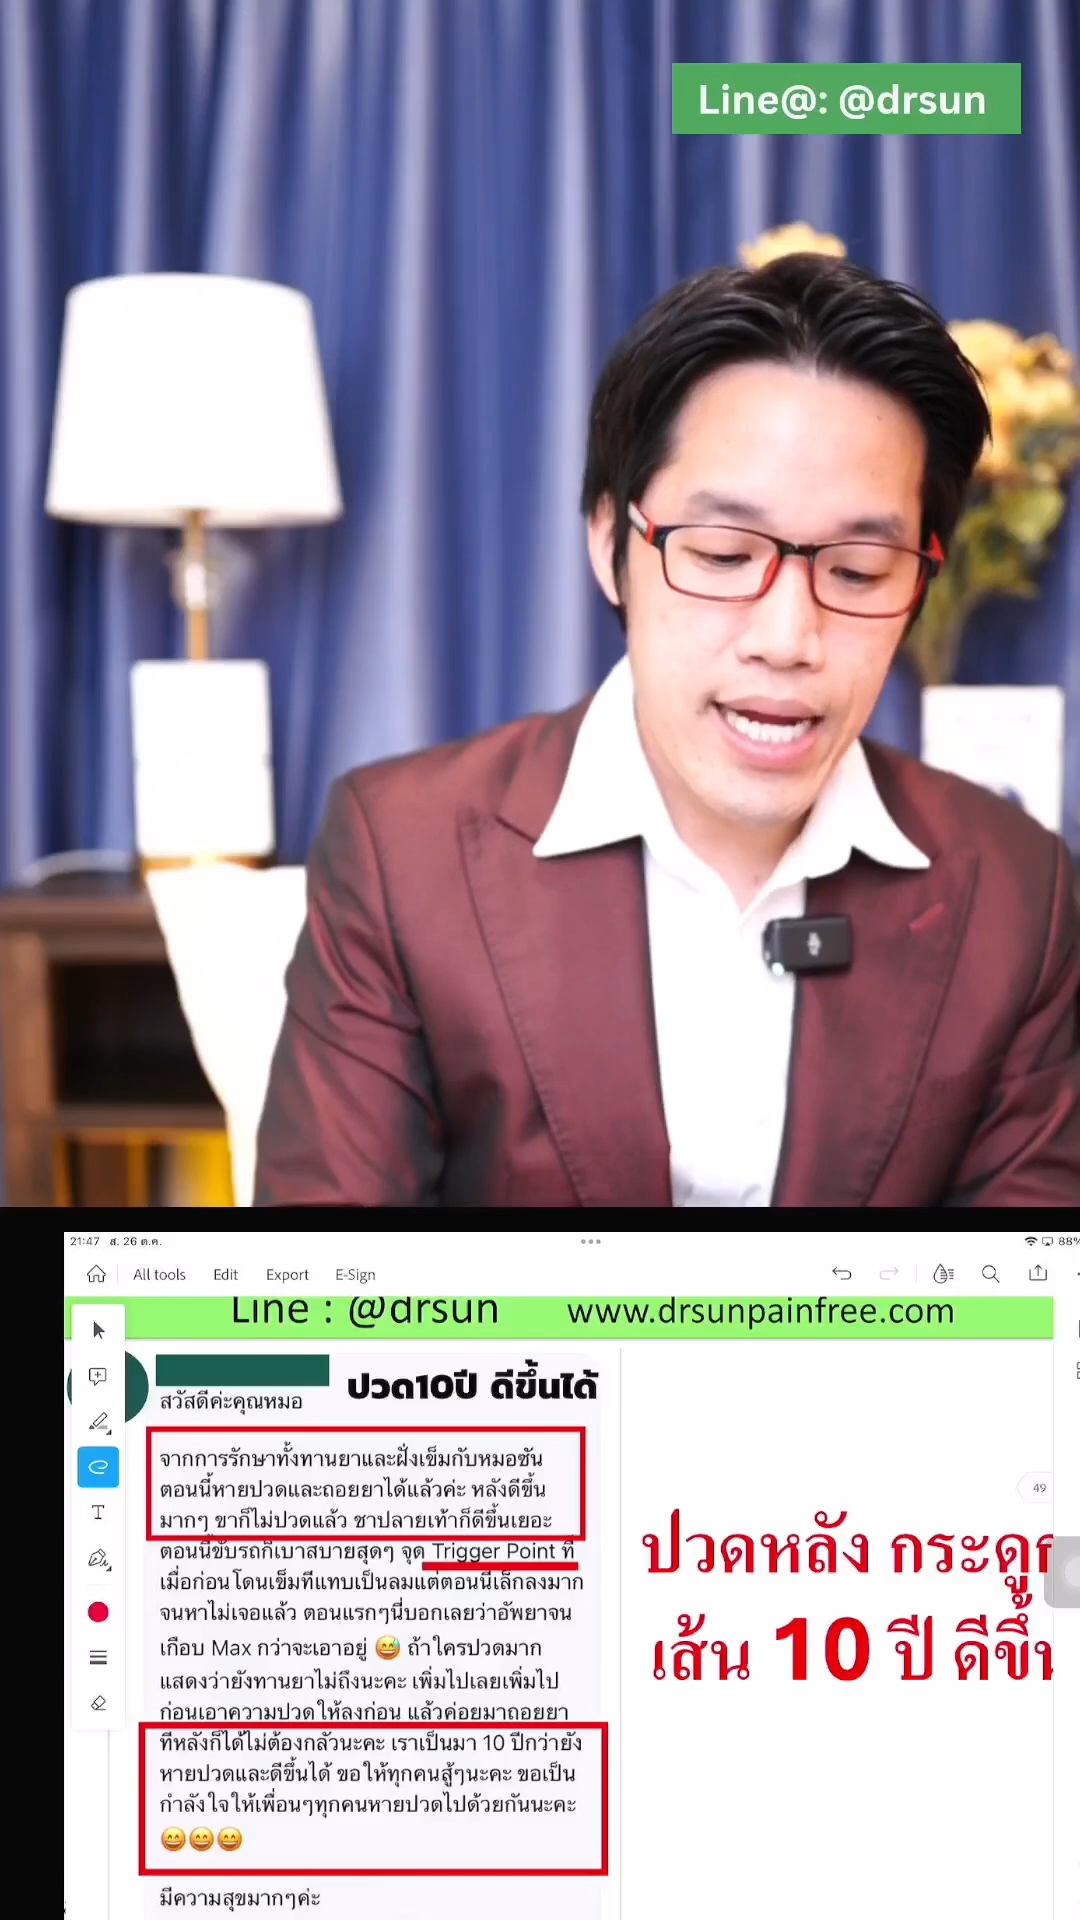 Line@: @drsun
21:47 ส. 26 ต.ค.
88%
All tools Edit Export E-Sign
Line : @drsun www.drsunpainfree.com
ปวด10ปี ดีขึ้นได้
สวัสดีค่ะคุณหมอ
จากการรักษาทั้งทานยาและฝั่งเข็มกับหมอซัน
ตอนนี้หายปวดและถอยยาได้แล้วค่ะ หลังดีขึ้น
มากๆ ขาก็ไม่ปวดแล้ว ชาปลายเท้าก็ดีขึ้นเยอะ
ตอนนี้ขับรถก็เบาสบายสุดๆ จุด Trigger Point ที่
เมื่อก่อนโดนเข็มทีแทบเป็นลมแต่ตอนนี้เล็กลงมาก
จนหาไม่เจอแล้ว ตอนแรกๆนี่บอกเลยว่าอัพยาจน
เกือบ Max กว่าจะเอาอยู่ 😅 ถ้าใครปวดมาก
แสดงว่ายังทานยาไม่ถึงนะคะ เพิ่มไปเลยเพิ่มไป
ก่อนเอาความปวดให้ลงก่อน แล้วค่อยมาถอยยา
ทีหลังก็ได้ไม่ต้องกลัวนะคะ เราเป็นมา 10 ปีกว่ายัง
หายปวดและดีขึ้นได้ ขอให้ทุกคนสู้ๆนะคะ ขอเป็น
กำลังใจให้เพื่อนๆทุกคนหายปวดไปด้วยกันนะคะ
😄😄😄
มีความสุขมากๆค่ะ
49
ปวดหลัง กระดูก
เส้น 10 ปี ดีขึ้น